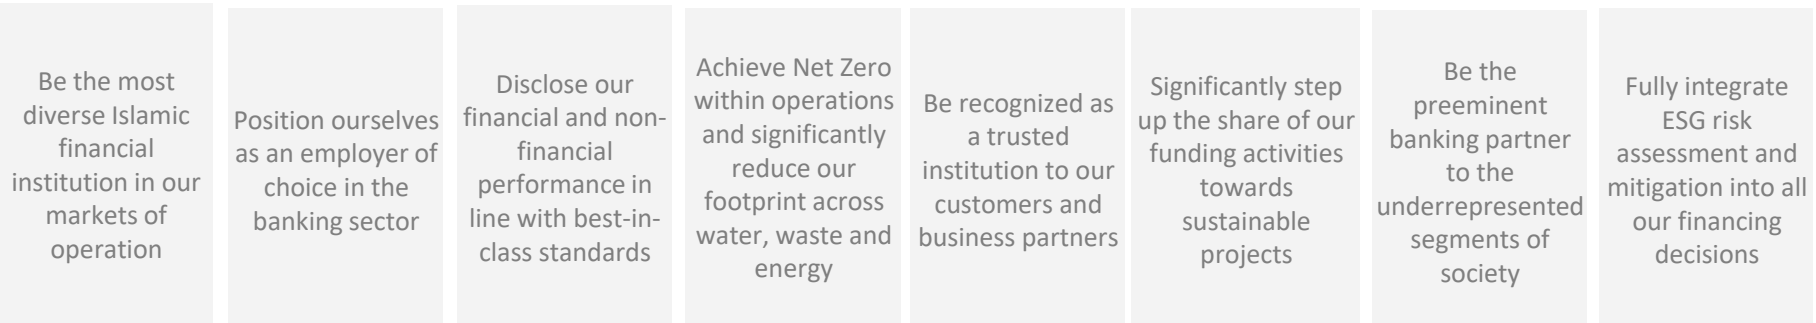 Be the most
diverse Islamic
financial
institution in our
markets of
operation
Position ourselves
as an employer of
choice in the
banking sector
Disclose our
financial and non-
financial
performance in
line with best-in-
class standards
Achieve Net Zero
within operations
and significantly
reduce our
footprint across
water, waste and
energy
Be recognized as
a trusted
institution to our
customers and
business partners
Significantly step
up the share of our
funding activities
towards
sustainable
projects
Be the
preeminent
banking partner
to the
underrepresented
segments of
society
Fully integrate
ESG risk
assessment and
mitigation into all
our financing
decisions